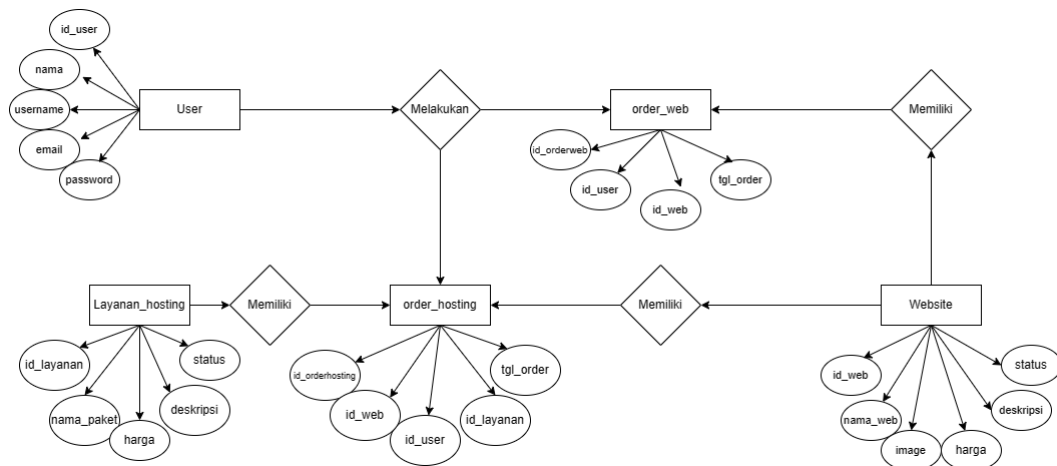 id_user
nama
username
email
password
User
Melakukan
order_web
Memiliki
id_orderweb
id_user
id_web
tgl_order
Layanan_hosting
Memiliki
order_hosting
Memiliki
Website
id_layanan
nama_paket
harga
deskripsi
status
id_orderhosting
id_web
id_user
id_layanan
tgl_order
id_web
nama_web
image
harga
deskripsi
status